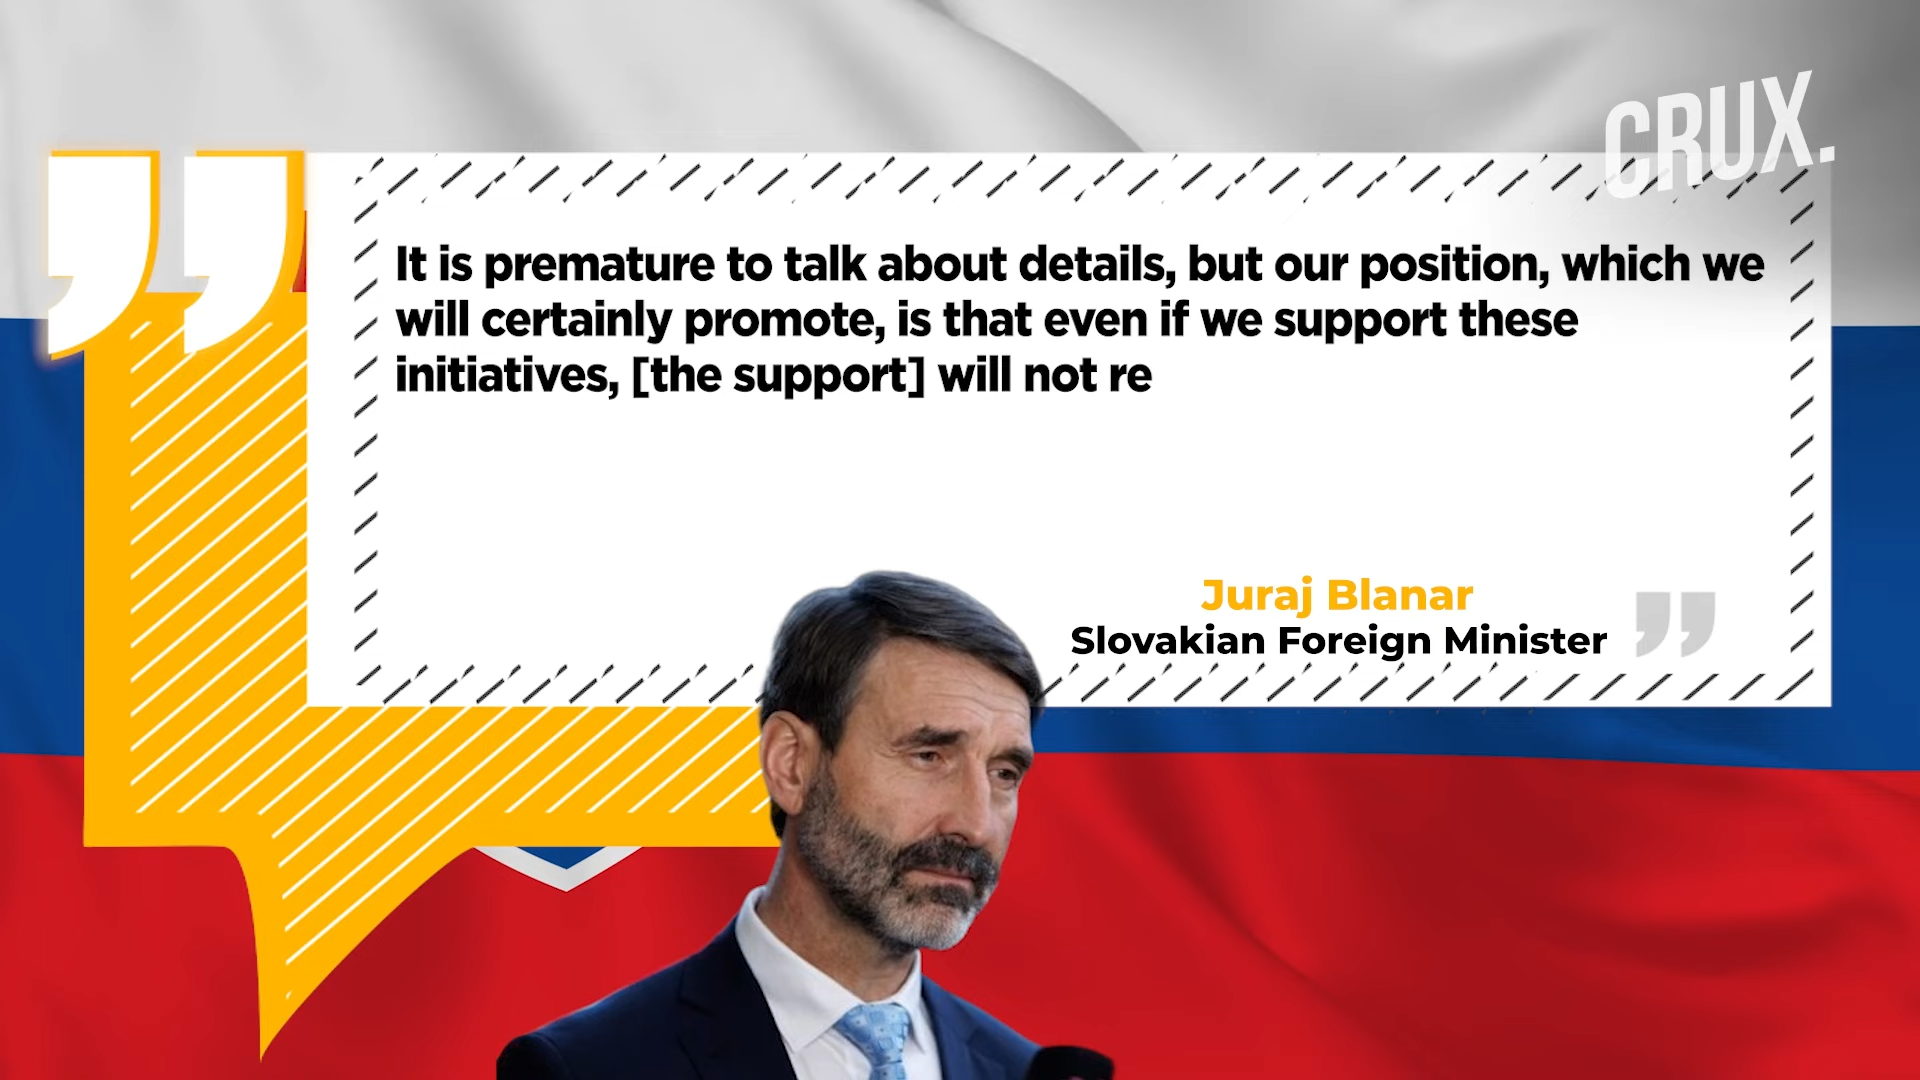 CRUX.
It is premature to talk about details, but our position, which we
will certainly promote, is that even if we support these
initiatives, [the support] will not re
Juraj Blanar
Slovakian Foreign Minister